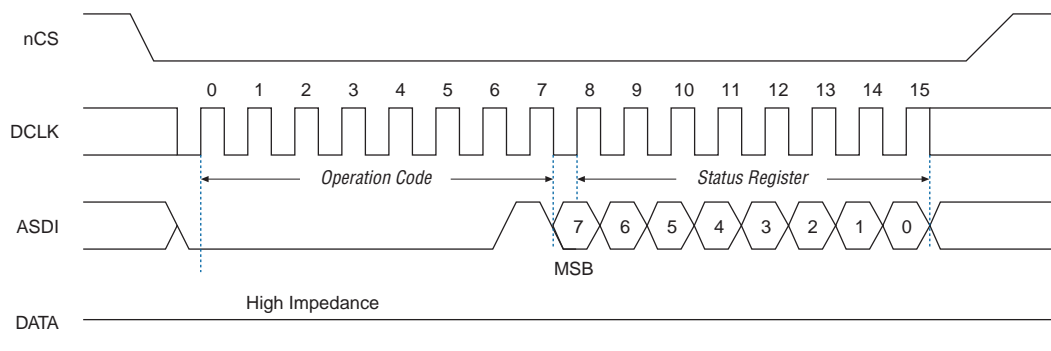 nCS
0 1 2 3 4 5 6 7 8 9 10 11 12 13 14 15
DCLK
Operation Code Status Register
ASDI 7 6 5 4 3 2 1 0
MSB
High Impedance
DATA